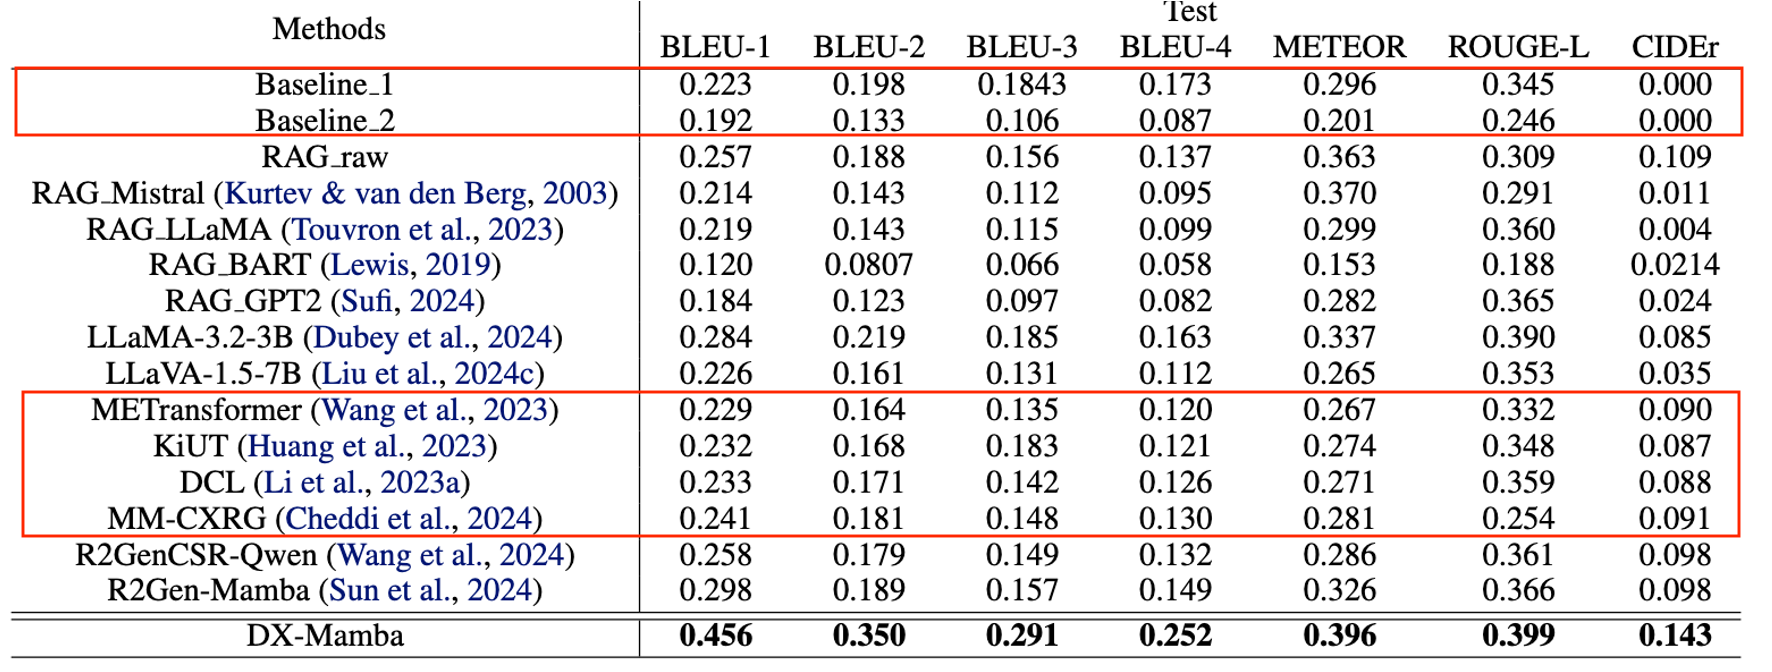 Test
Methods BLEU-1 BLEU-2 BLEU-3 BLEU-4 METEOR ROUGE-L CIDEr
Baseline_1 0.223 0.198 0.1843 0.173 0.296 0.345 0.000
Baseline_2 0.192 0.133 0.106 0.087 0.201 0.246 0.000
RAG_raw 0.257 0.188 0.156 0.137 0.363 0.309 0.109
RAG_Mistral (Kurtev & van den Berg, 2003) 0.214 0.143 0.112 0.095 0.370 0.291 0.011
RAG_LLaMA (Touvron et al., 2023) 0.219 0.143 0.115 0.099 0.299 0.360 0.004
RAG_BART (Lewis, 2019) 0.120 0.0807 0.066 0.058 0.153 0.188 0.0214
RAG_GPT2 (Sufi, 2024) 0.184 0.123 0.097 0.082 0.282 0.365 0.024
LLaMA-3.2-3B (Dubey et al., 2024) 0.284 0.219 0.185 0.163 0.337 0.390 0.085
LLaVA-1.5-7B (Liu et al., 2024c) 0.226 0.161 0.131 0.112 0.265 0.353 0.035
METransformer (Wang et al., 2023) 0.229 0.164 0.135 0.120 0.267 0.332 0.090
KiUT (Huang et al., 2023) 0.232 0.168 0.183 0.121 0.274 0.348 0.087
DCL (Li et al., 2023a) 0.233 0.171 0.142 0.126 0.271 0.359 0.088
MM-CXRG (Cheddi et al., 2024) 0.241 0.181 0.148 0.130 0.281 0.254 0.091
R2GenCSR-Qwen (Wang et al., 2024) 0.258 0.179 0.149 0.132 0.286 0.361 0.098
R2Gen-Mamba (Sun et al., 2024) 0.298 0.189 0.157 0.149 0.326 0.366 0.098
DX-Mamba 0.456 0.350 0.291 0.252 0.396 0.399 0.143